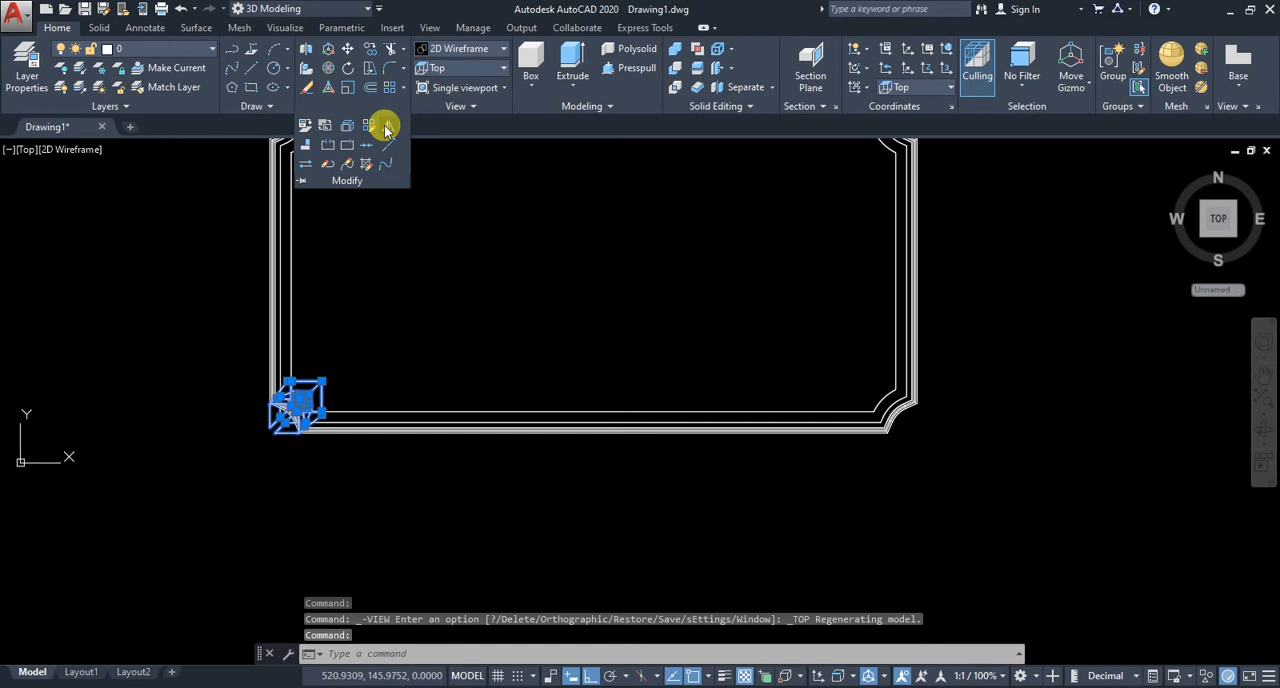 3D Modeling
Autodesk AutoCAD 2020 Drawing1.dwg
Type a keyword or phrase
Sign In
Home Solid Surface Mesh Visualize Parametric Insert Annotate View Manage Output Collaborate Express Tools
Layer Properties
0
Make Current
Match Layer
Layers
Draw
Modify
2D Wireframe
Top
Single viewport
View
Box
Extrude
Polysolid
Presspull
Modeling
Separate
Solid Editing
Section Plane
Section
Top
Coordinates
Culling
No Filter
Move Gizmo
Selection
Group
Groups
Smooth Object
Mesh
Base
View
Drawing1*
[−][Top][2D Wireframe]
N
W TOP E
S
Unnamed
Y
X
Command:
Command: _-VIEW Enter an option [?/Delete/Orthographic/Restore/Save/sEttings/Window]: _TOP Regenerating model.
Command:
Type a command
Model Layout1 Layout2
520.9309, 145.9752, 0.0000 MODEL
1:1 / 100%
Decimal